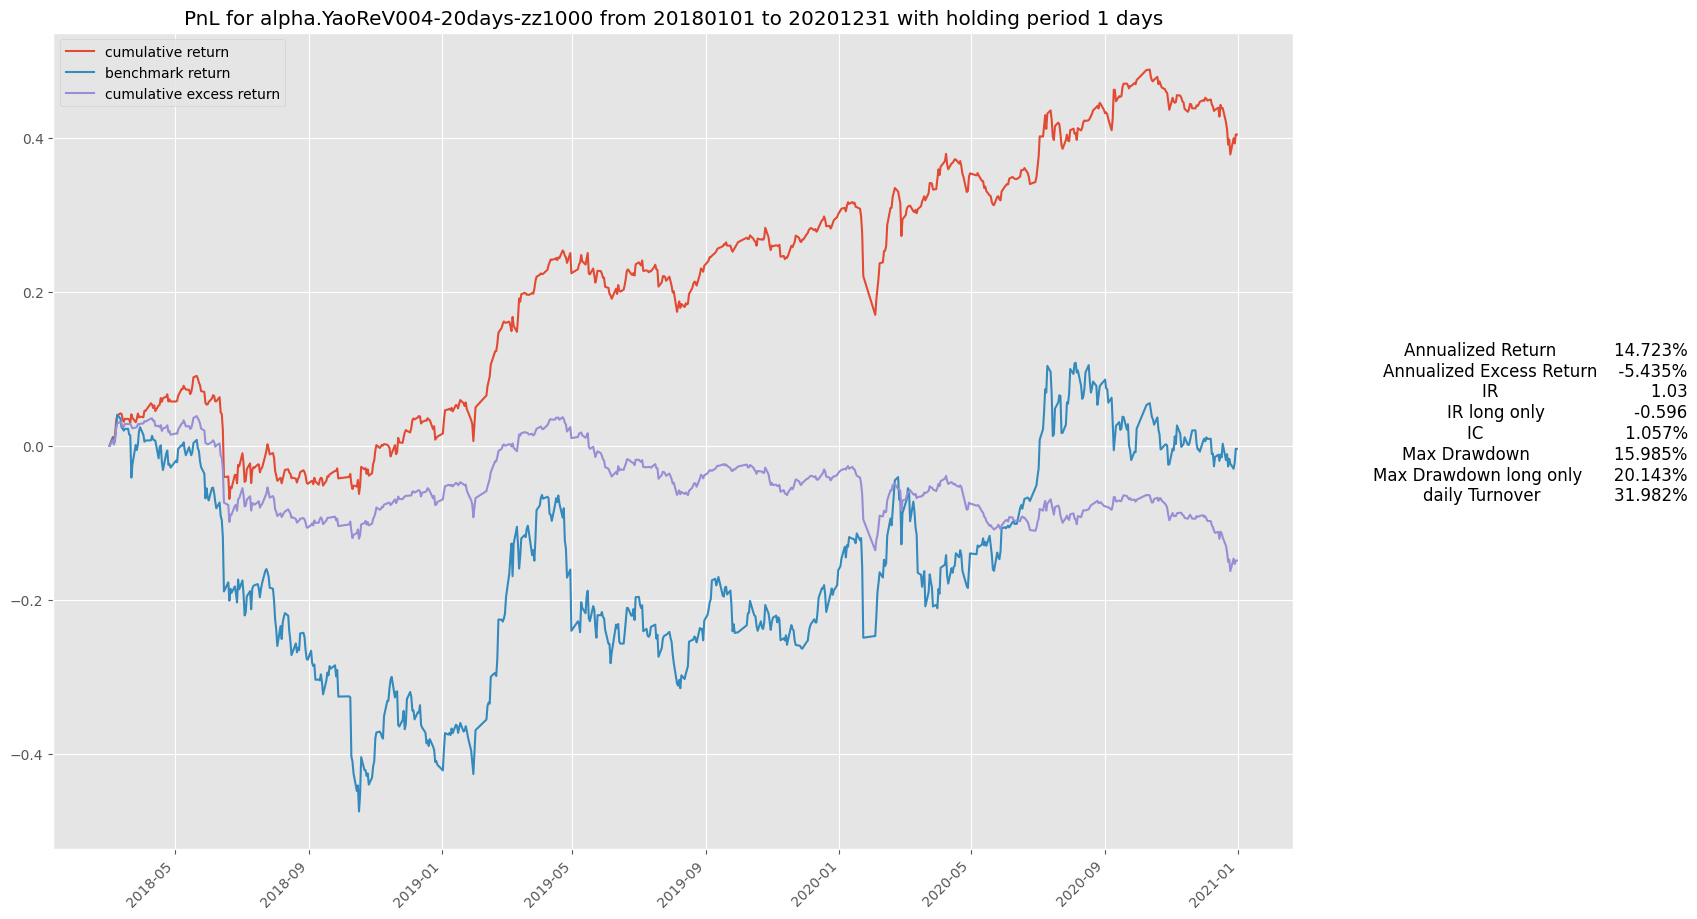 PnL for alpha.YaoReV004-20days-zz1000 from 20180101 to 20201231 with holding period 1 days
cumulative return
benchmark return
cumulative excess return
0.4
0.2
0.0
−0.2
−0.4
2018-05
2018-09
2019-01
2019-05
2019-09
2020-01
2020-05
2020-09
2021-01
Annualized Return 14.723%
Annualized Excess Return -5.435%
IR 1.03
IR long only -0.596
IC 1.057%
Max Drawdown 15.985%
Max Drawdown long only 20.143%
daily Turnover 31.982%